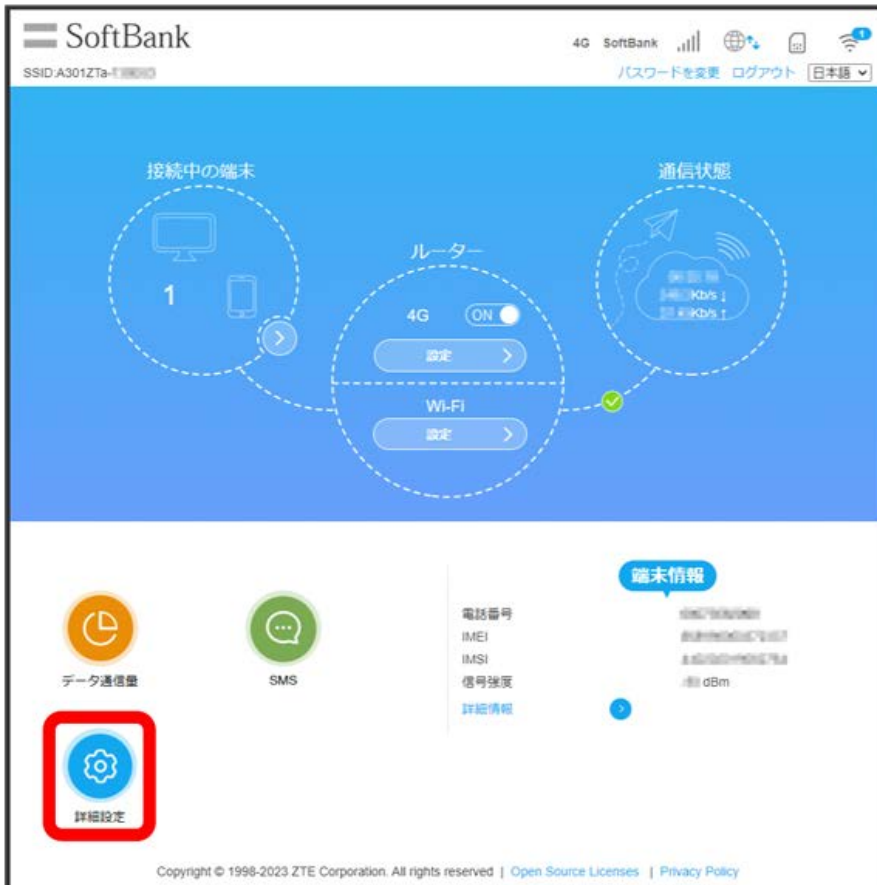 SoftBank
4G SoftBank
1
SSID:A301ZTa-
パスワードを変更 ログアウト 日本語
接続中の端末
通信状態
ルーター
1
4G ON
設定
Kb/s ↓
Kb/s ↑
Wi-Fi
設定
端末情報
電話番号
IMEI
IMSI
信号強度 dBm
詳細情報
データ通信量
SMS
詳細設定
Copyright © 1998-2023 ZTE Corporation. All rights reserved | Open Source Licenses | Privacy Policy